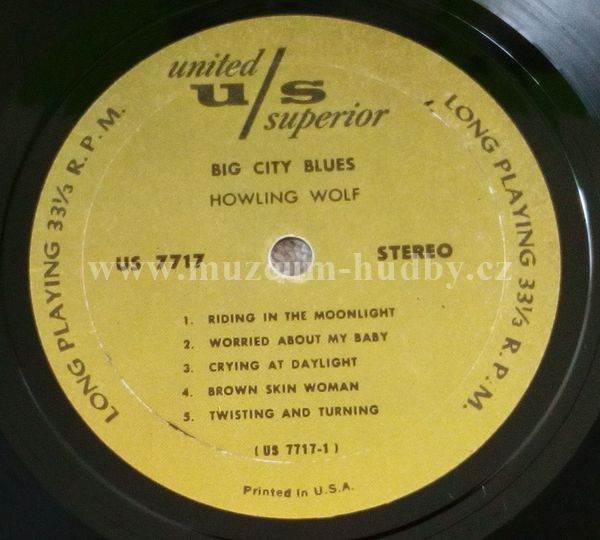 united
u/s
superior
BIG CITY BLUES
HOWLING WOLF
US 7717
STEREO
1. RIDING IN THE MOONLIGHT
2. WORRIED ABOUT MY BABY
3. CRYING AT DAYLIGHT
4. BROWN SKIN WOMAN
5. TWISTING AND TURNING
(US 7717-1)
Printed in U.S.A.
LONG PLAYING 33⅓ R.P.M.
LONG PLAYING 33⅓ R.P.M.
www.muzeum-hudby.cz